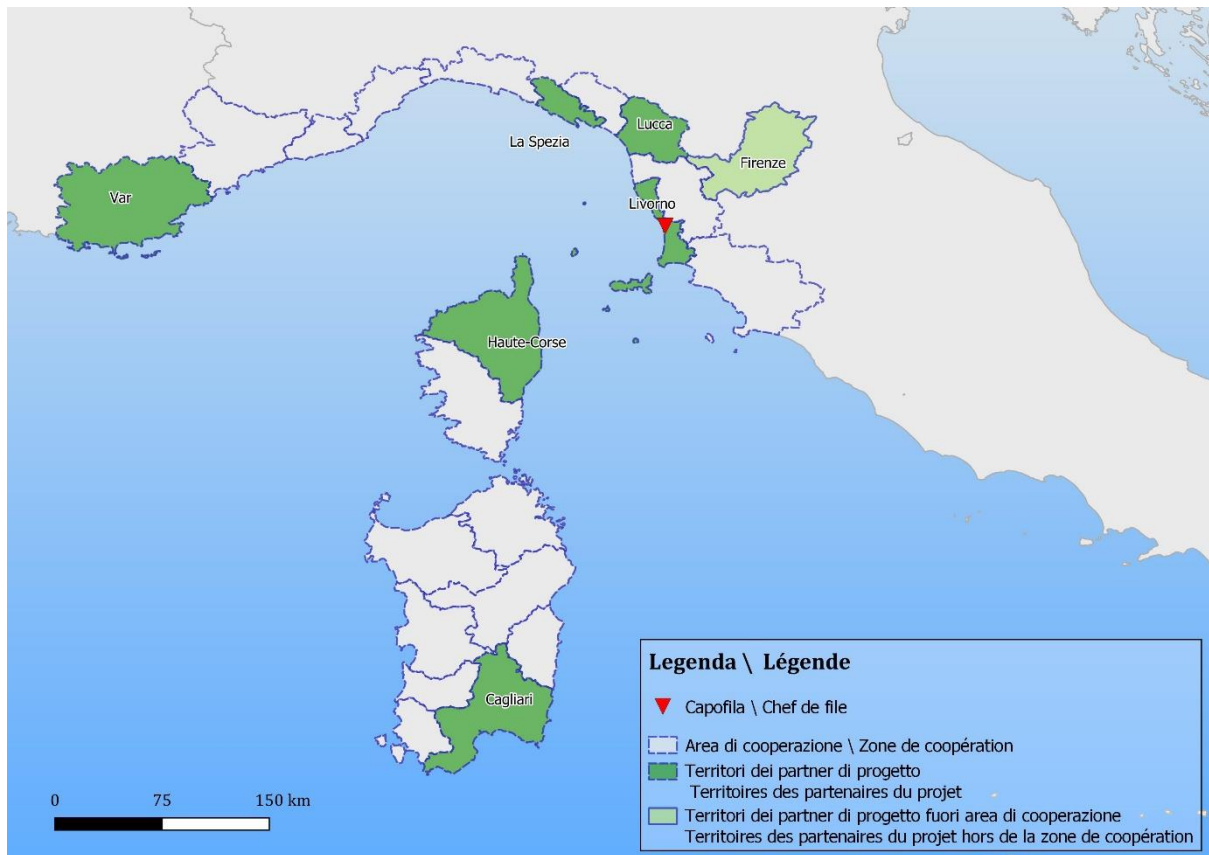 Lucca
La Spezia
Firenze
Var
Livorno
Haute-Corse
Cagliari
Legenda \ Légende
Capofila \ Chef de file
Area di cooperazione \ Zone de coopération
Territori dei partner di progetto
Territoires des partenaires du projet
Territori dei partner di progetto fuori area di cooperazione
Territoires des partenaires du projet hors de la zone de coopération
0 75 150 km